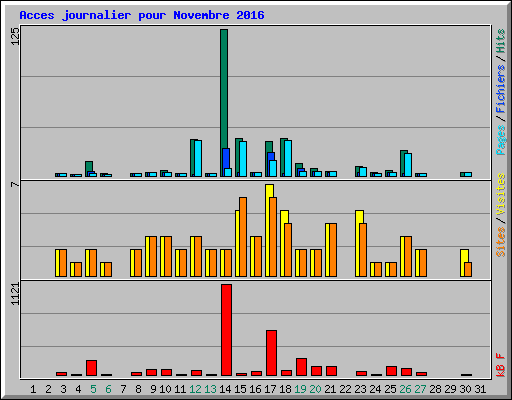 Acces journalier pour Novembre 2016
125
7
1121
Pages / Fichiers / Hits
Sites / Visites
kB F
1 2 3 4 5 6 7 8 9 10 11 12 13 14 15 16 17 18 19 20 21 22 23 24 25 26 27 28 29 30 31